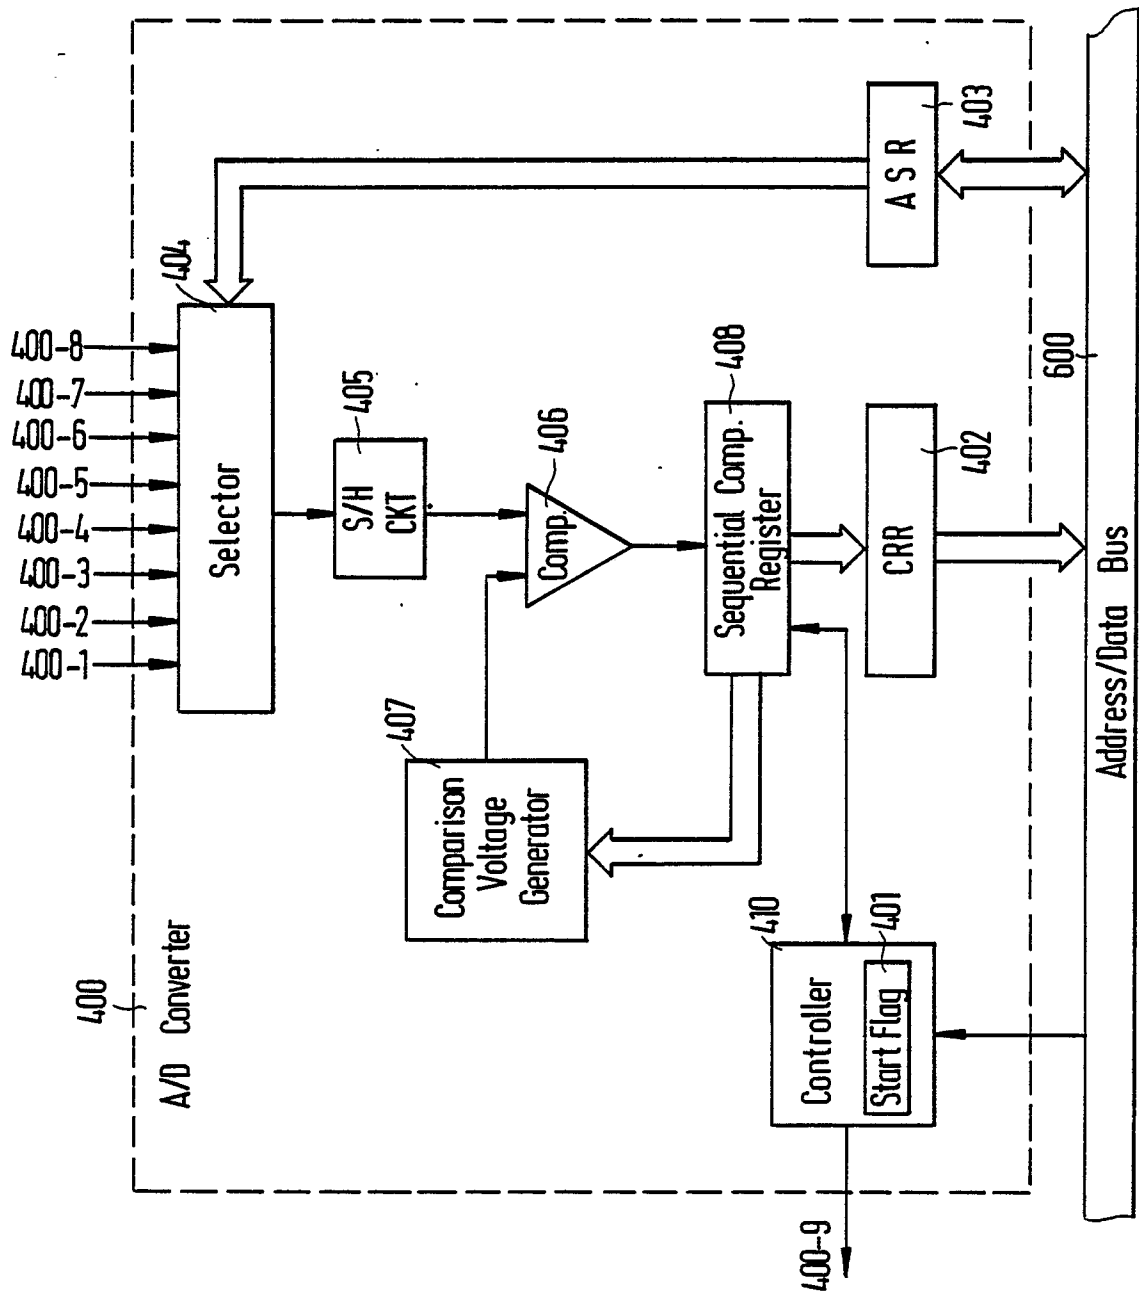 400
A/D Converter
400-1
400-2
400-3
400-4
400-5
400-6
400-7
400-8
404
Selector
405
S/H
CKT
406
Comp.
407
Comparison
Voltage
Generator
408
Sequential Comp.
Register
410
Controller
401
Start Flag
400-9
402
CRR
403
ASR
600
Address/Data Bus